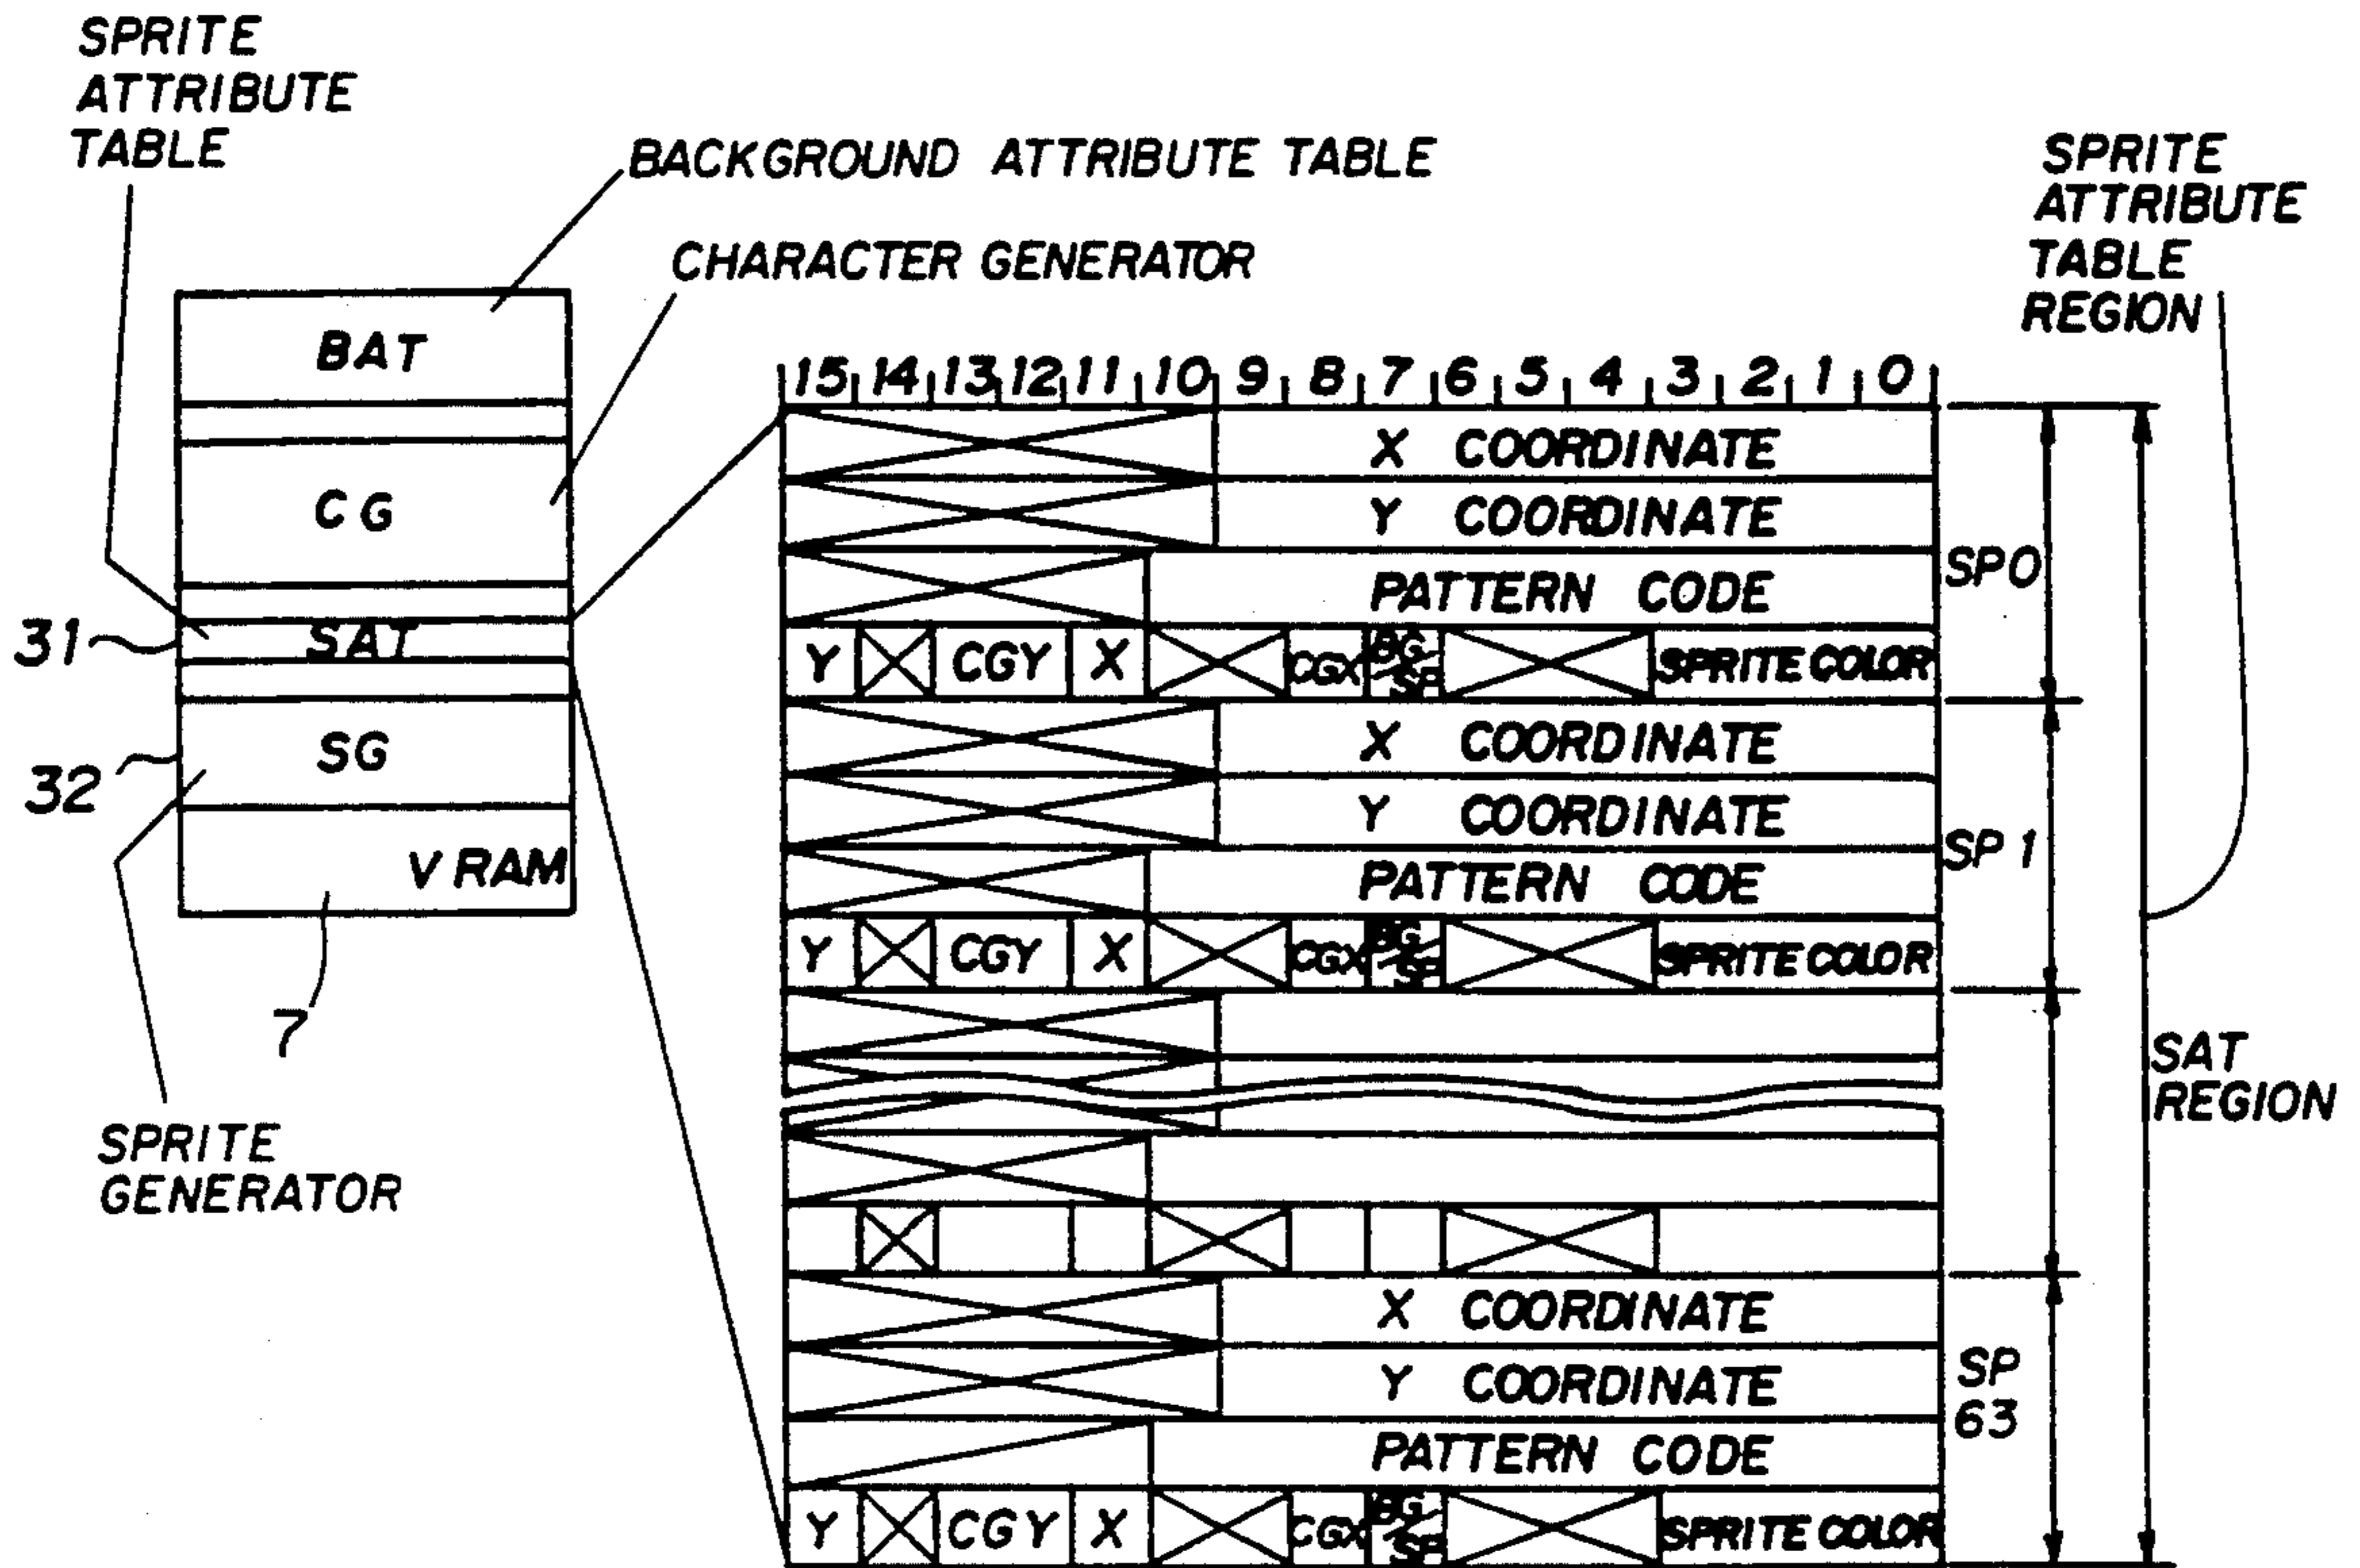 SPRITE
ATTRIBUTE
TABLE
BACKGROUND ATTRIBUTE TABLE
CHARACTER GENERATOR
SPRITE
ATTRIBUTE
TABLE
REGION
BAT
CG
31
SAT
32
SG
V RAM
7
SPRITE
GENERATOR
15 14 13 12 11 10 9 8 7 6 5 4 3 2 1 0
X COORDINATE
Y COORDINATE
PATTERN CODE
Y CGY X CGX BG/SP SPRITE COLOR
SP0
X COORDINATE
Y COORDINATE
PATTERN CODE
Y CGY X CGX BG/SP SPRITE COLOR
SP 1
SAT
REGION
X COORDINATE
Y COORDINATE
PATTERN CODE
Y CGY X CGX BG/SP SPRITE COLOR
SP
63